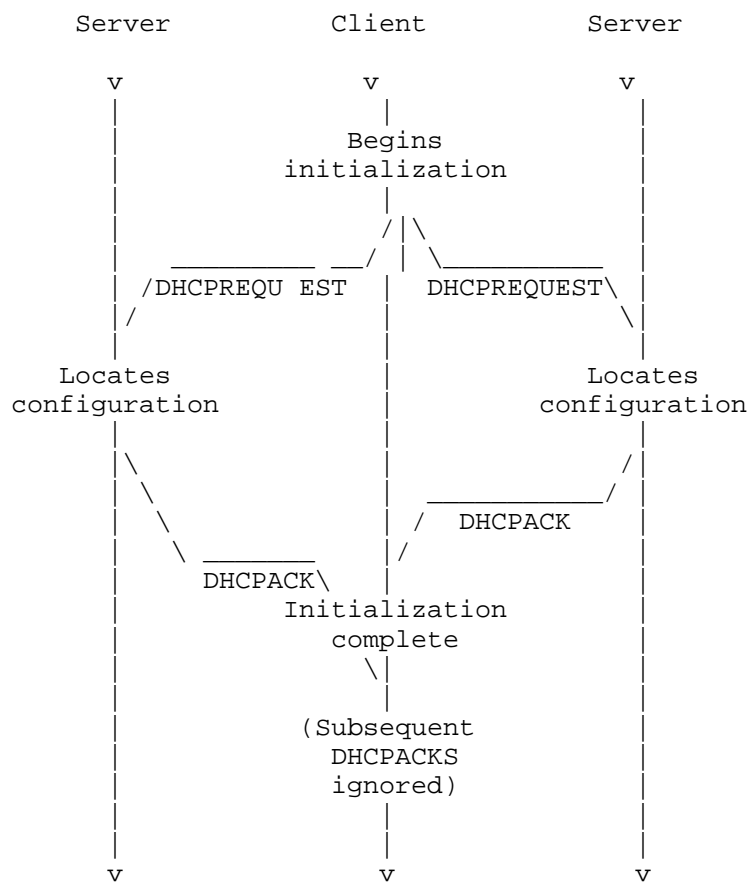 Server Client Server
v v v
Begins
initialization
DHCPREQU EST DHCPREQUEST
Locates Locates
configuration configuration
DHCPACK
DHCPACK
Initialization
complete
(Subsequent
DHCPACKS
ignored)
v v v